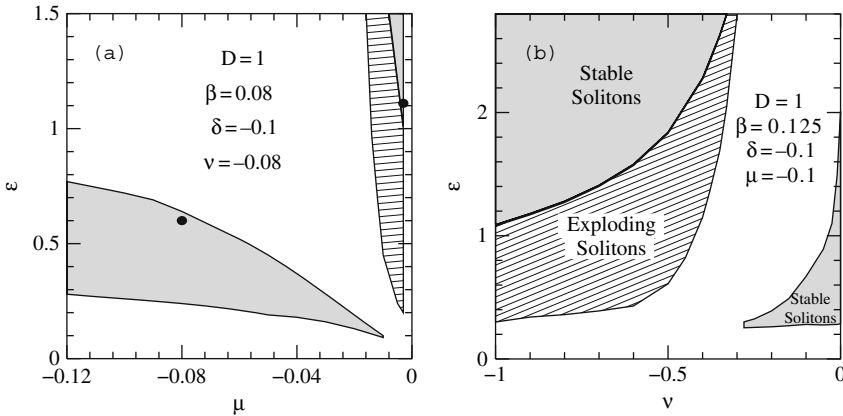 1.5
1
0.5
0
ε
(a)
D = 1
β = 0.08
δ = –0.1
ν = –0.08
−0.12
−0.08
−0.04
0
μ
2
1
0
ε
(b)
Stable
Solitons
Exploding
Solitons
D = 1
β = 0.125
δ = –0.1
μ = –0.1
Stable
Solitons
−1
−0.5
0
ν